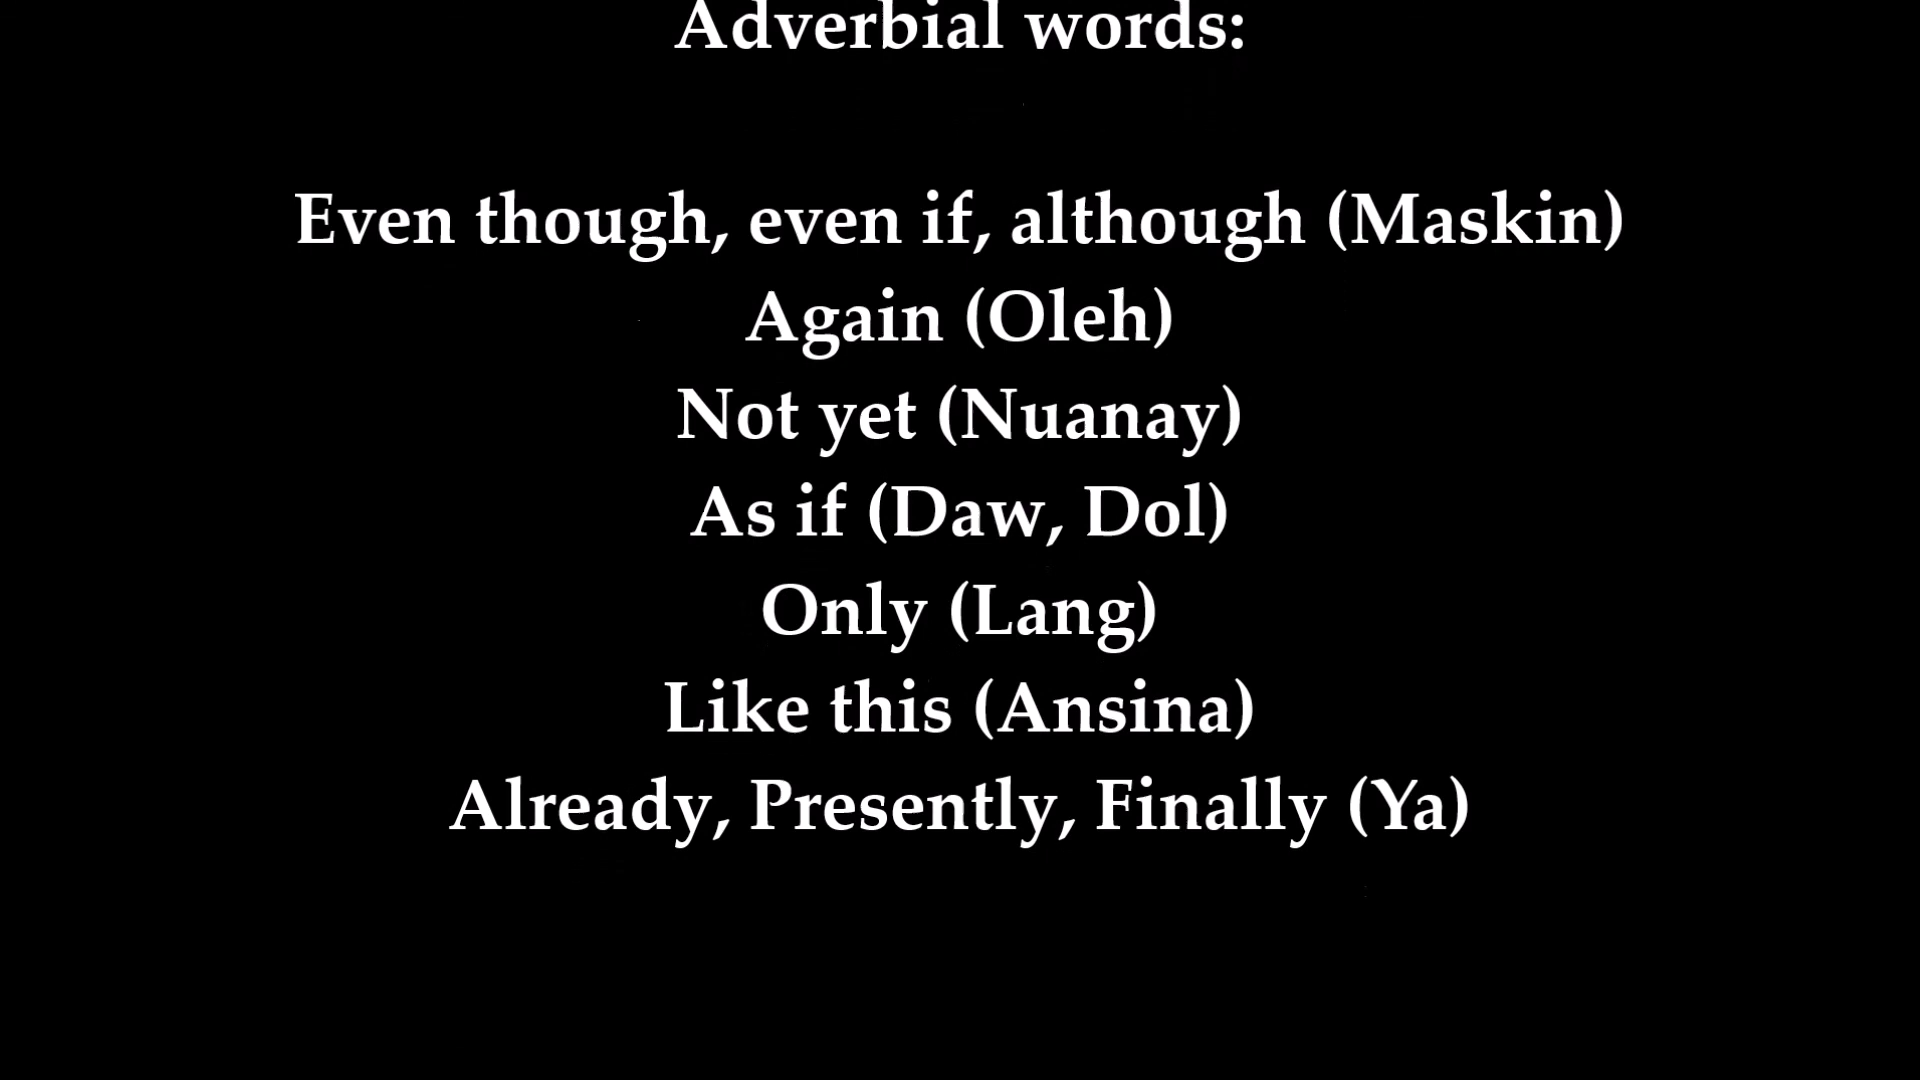 Adverbial words:
Even though, even if, although (Maskin)
Again (Oleh)
Not yet (Nuanay)
As if (Daw, Dol)
Only (Lang)
Like this (Ansina)
Already, Presently, Finally (Ya)